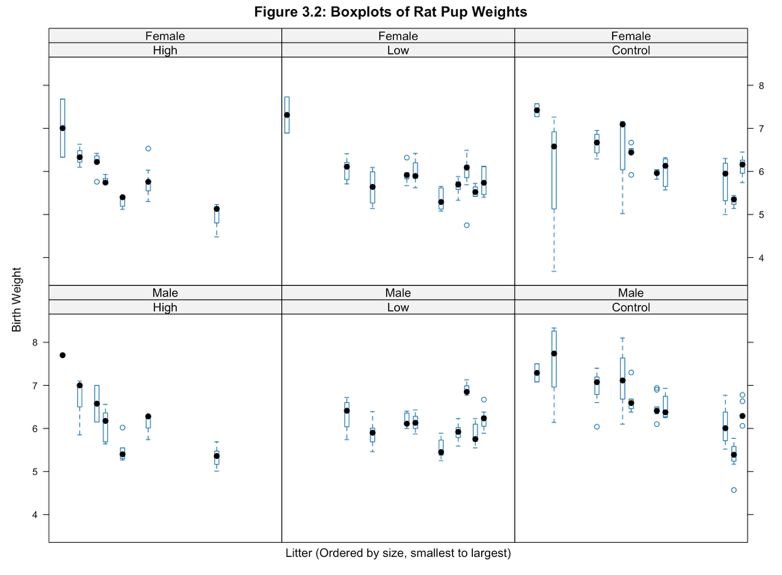 Figure 3.2: Boxplots of Rat Pup Weights
Female Female Female
High Low Control
8
7
6
5
4
Male Male Male
High Low Control
8
7
6
5
4
Birth Weight
Litter (Ordered by size, smallest to largest)